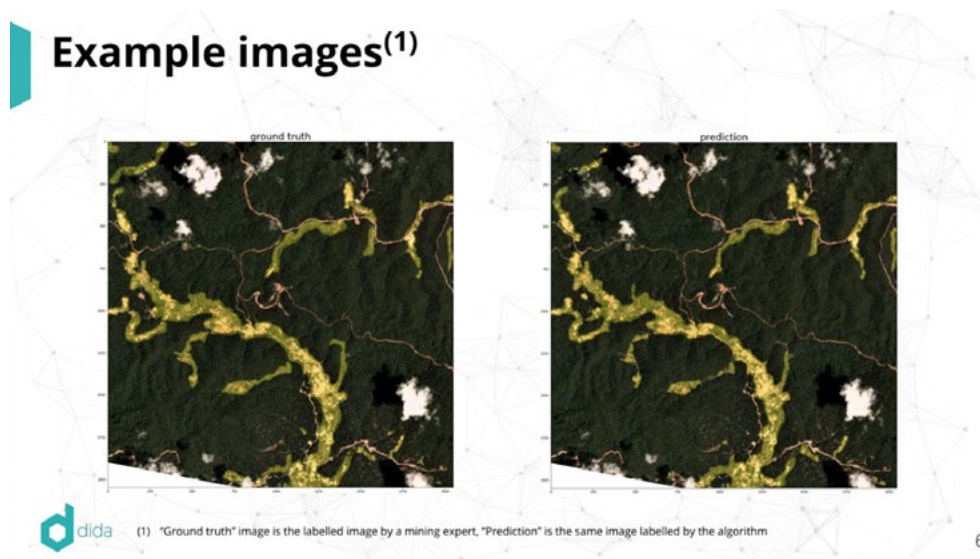 Example images(1)
ground truth
prediction
dida
(1) "Ground truth" image is the labelled image by a mining expert, "Prediction" is the same image labelled by the algorithm